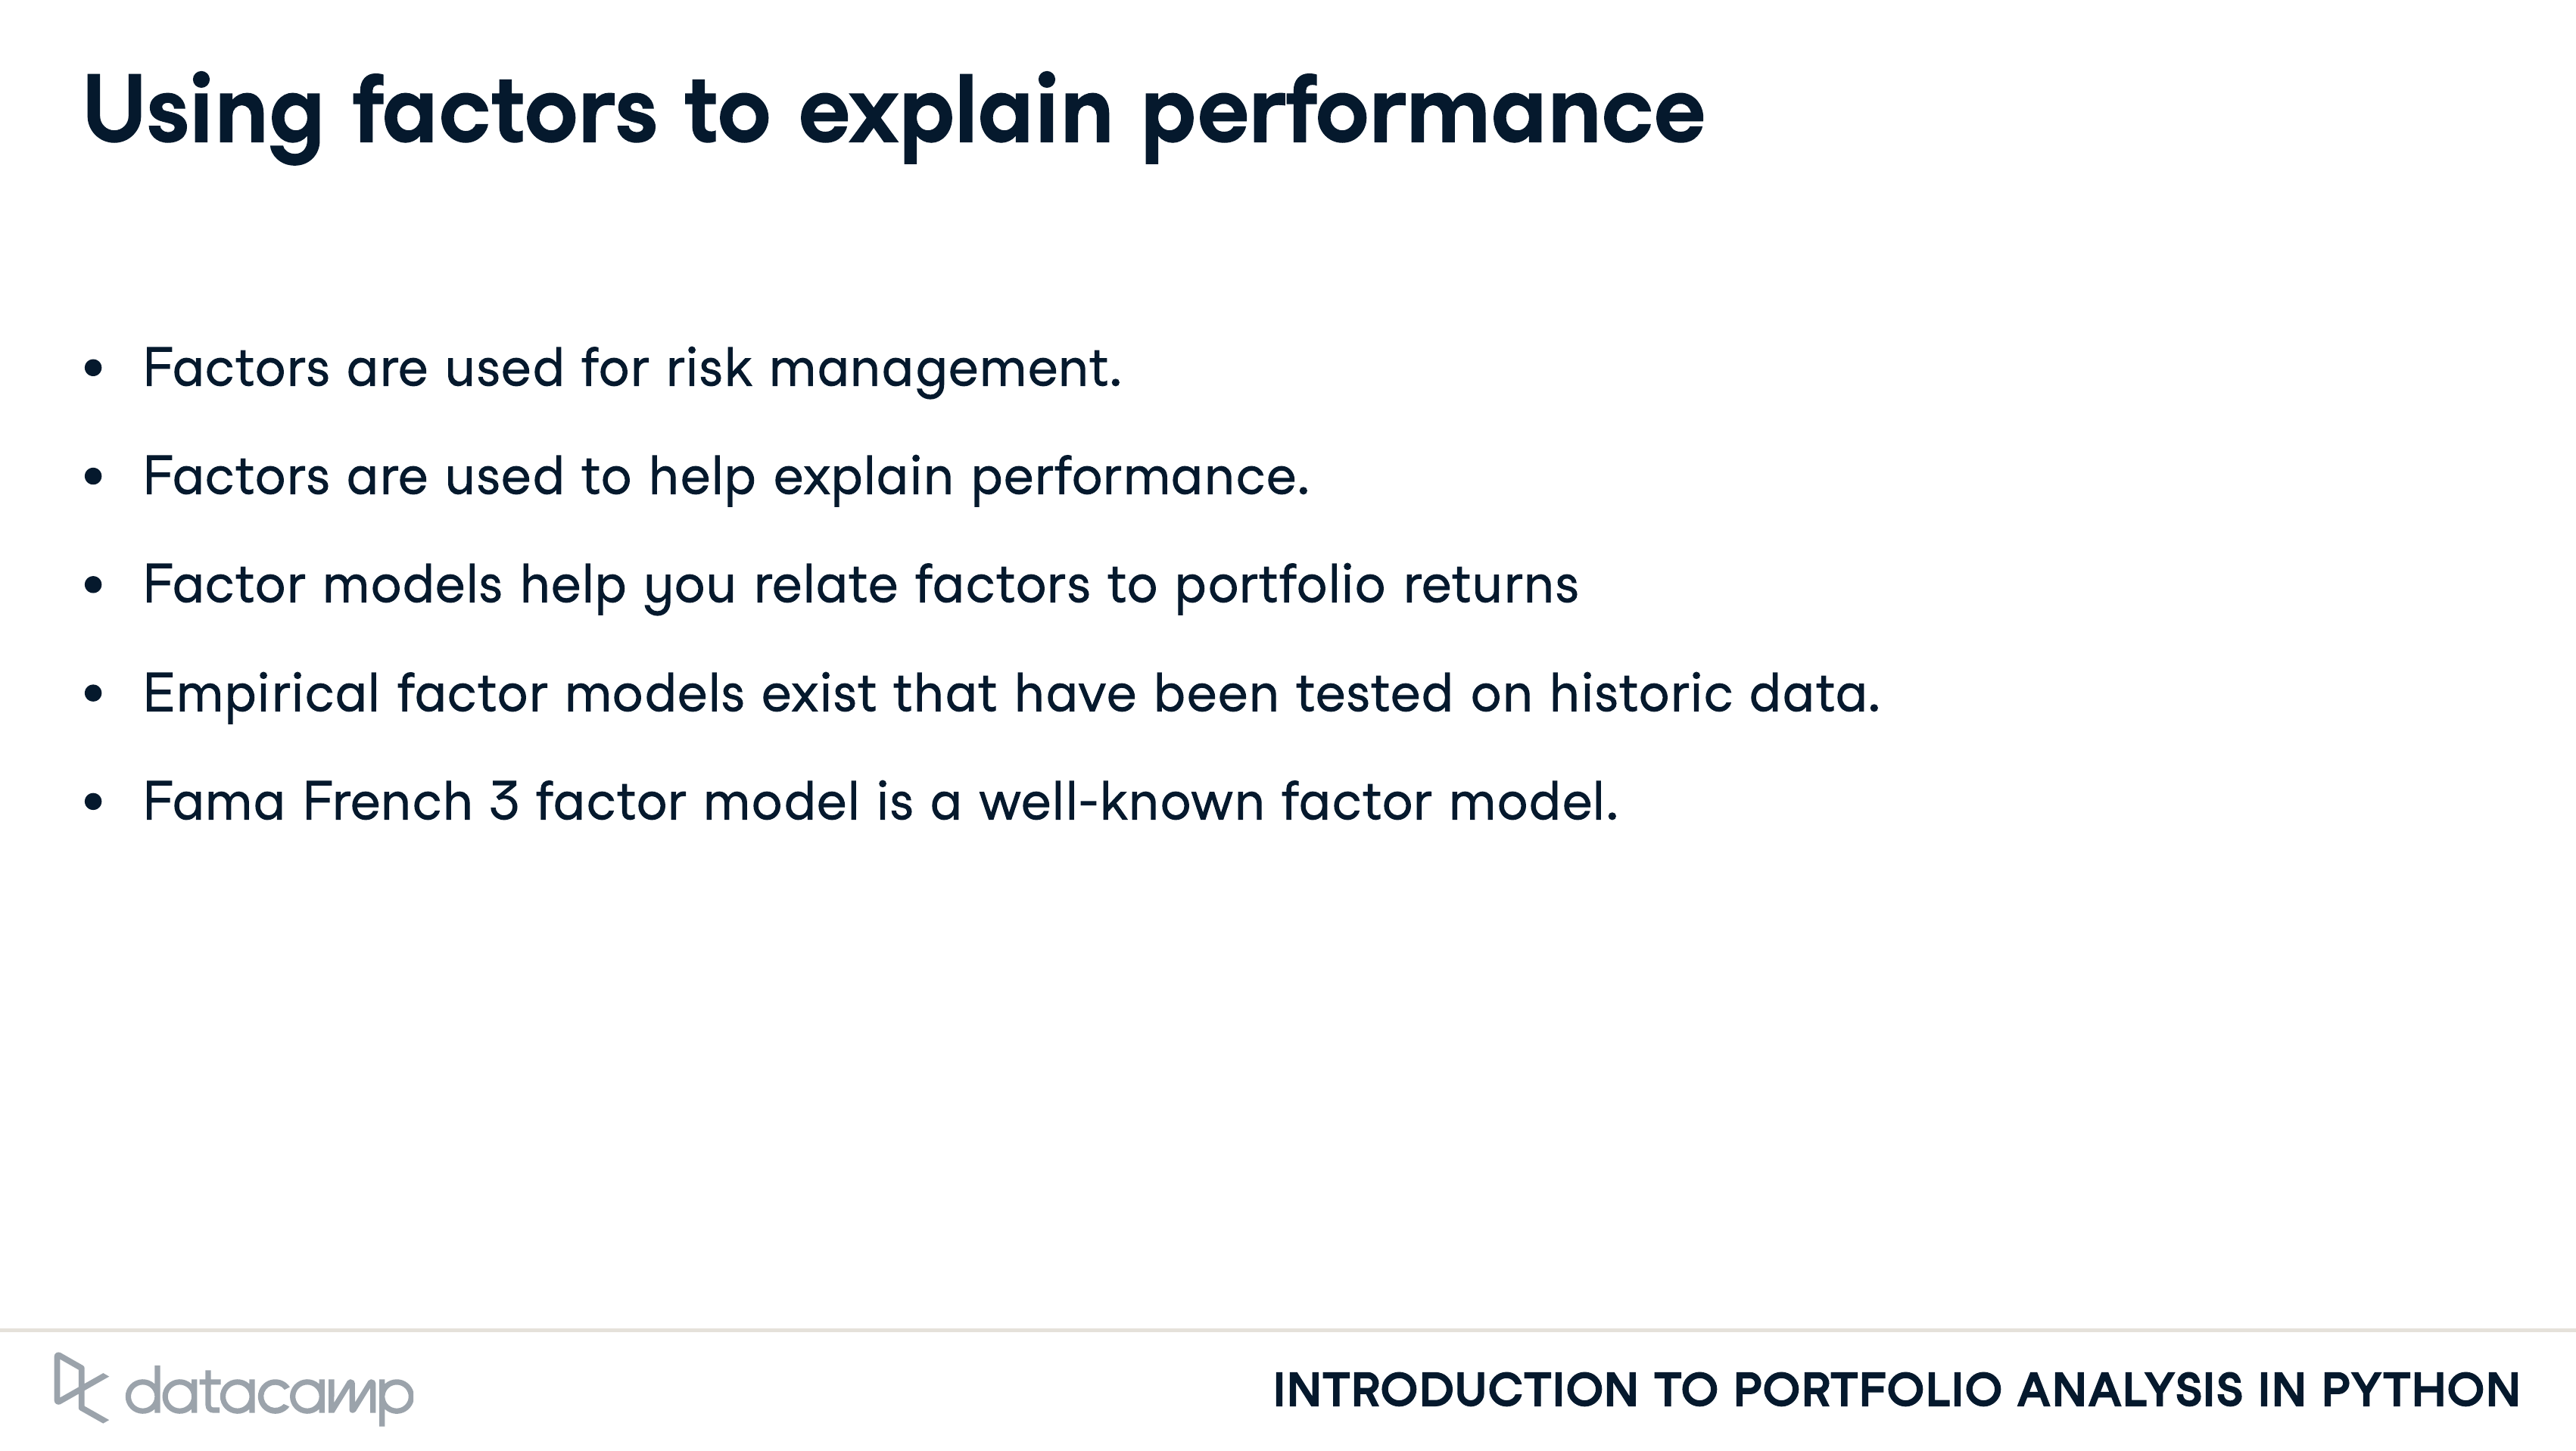 Using factors to explain performance
• Factors are used for risk management.
• Factors are used to help explain performance.
• Factor models help you relate factors to portfolio returns
• Empirical factor models exist that have been tested on historic data.
• Fama French 3 factor model is a well-known factor model.
datacamp
INTRODUCTION TO PORTFOLIO ANALYSIS IN PYTHON